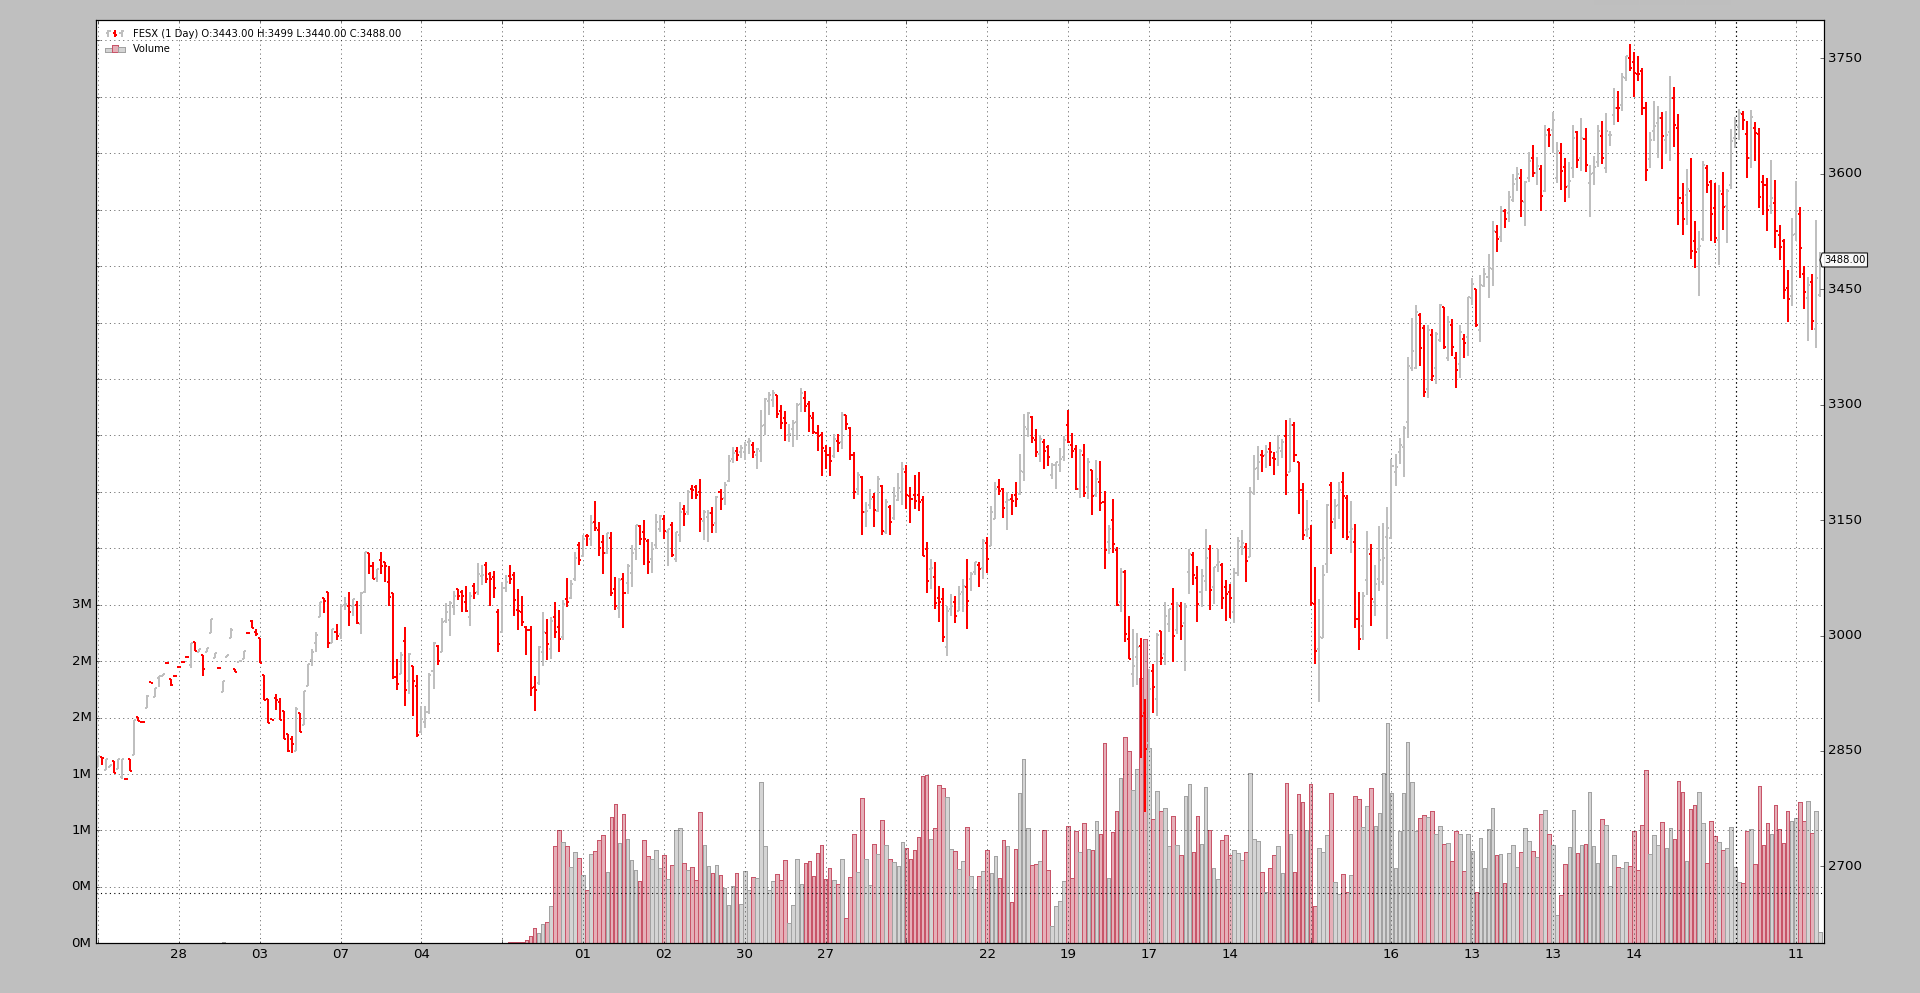 FESX (1 Day) O:3443.00 H:3499 L:3440.00 C:3488.00
Volume
3750
3600
3488.00
3450
3300
3150
3000
2850
2700
3M
2M
2M
1M
1M
0M
0M
28 03 07 04 01 02 30 27 22 19 17 14 16 13 13 14 11